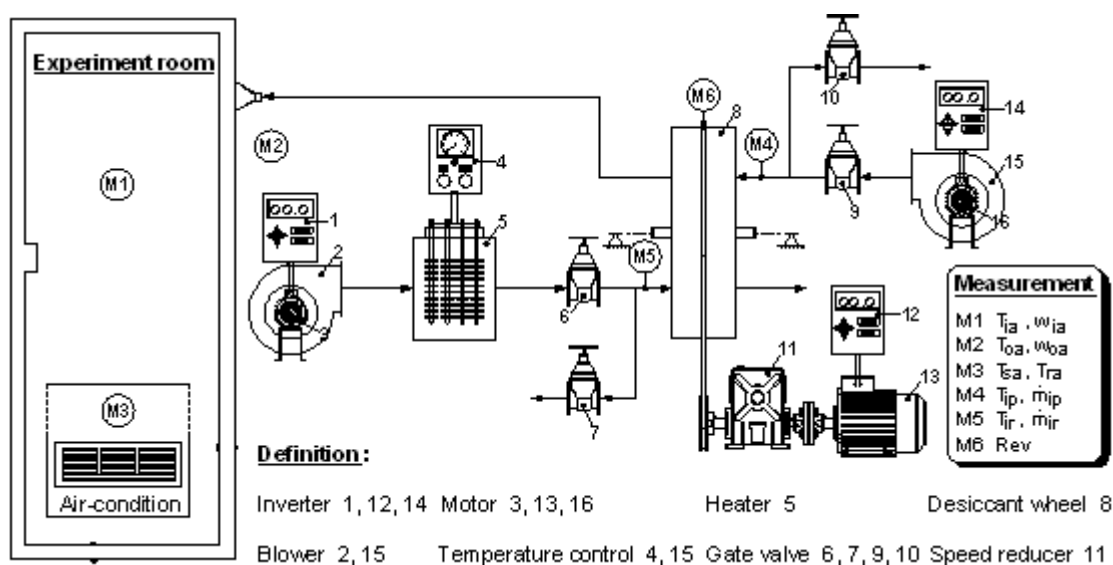 Experiment room
M1
M2
M3
Air-condition
1
2
3
4
5
6
7
M5
M6
8
M4
9
10
11
12
13
14
15
16
Measurement
M1 Tia , wia
M2 Toa , woa
M3 Tsa , Tra
M4 Tip , ṁip
M5 Tir , ṁir
M6 Rev
Definition :
Inverter 1, 12, 14 Motor 3, 13, 16 Heater 5 Desiccant wheel 8
Blower 2, 15 Temperature control 4, 15 Gate valve 6, 7, 9, 10 Speed reducer 11